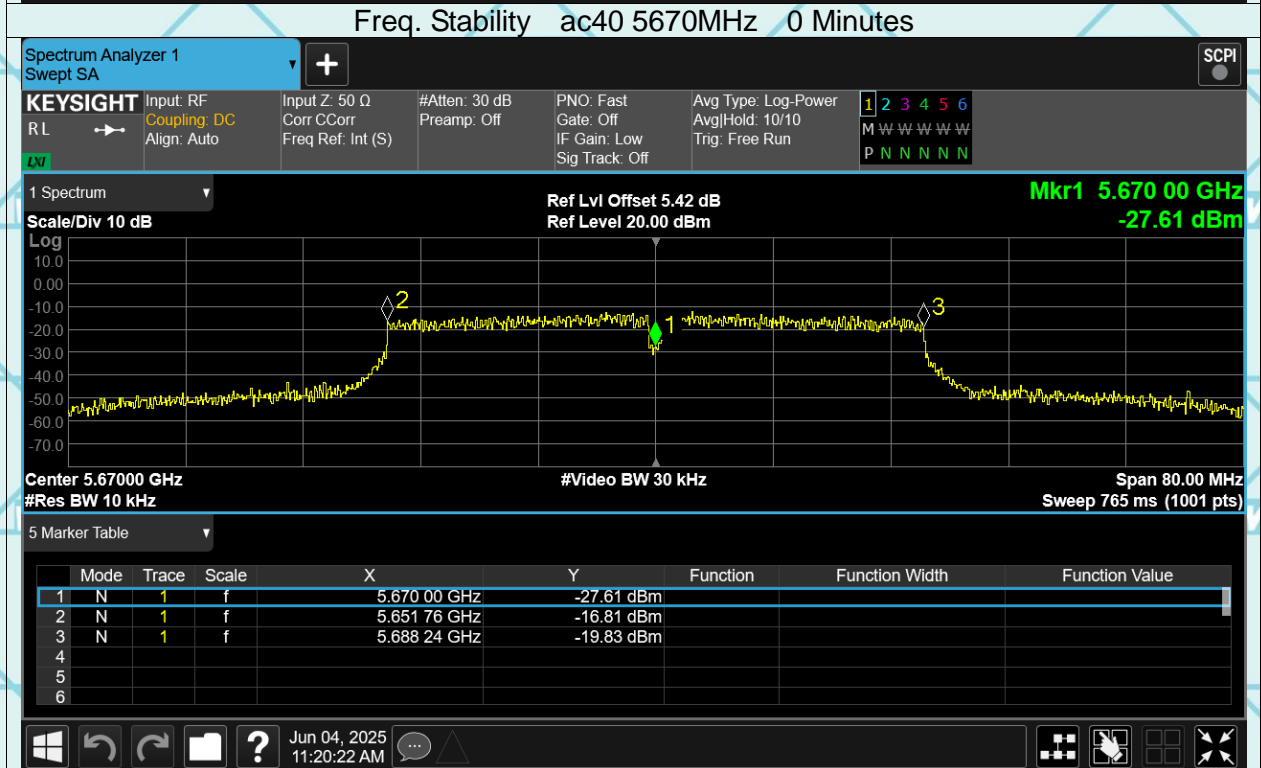 Freq. Stability ac40 5670MHz 0 Minutes
Spectrum Analyzer 1
Swept SA
SCPI
KEYSIGHT
RL
LXI
Input: RF
Coupling: DC
Align: Auto
Input Z: 50 Ω
Corr CCorr
Freq Ref: Int (S)
#Atten: 30 dB
Preamp: Off
PNO: Fast
Gate: Off
IF Gain: Low
Sig Track: Off
Avg Type: Log-Power
Avg|Hold: 10/10
Trig: Free Run
1 2 3 4 5 6
M W W W W W
P N N N N N
1 Spectrum
Scale/Div 10 dB
Ref Lvl Offset 5.42 dB
Ref Level 20.00 dBm
Mkr1 5.670 00 GHz
-27.61 dBm
Log
10.0
0.00
-10.0
-20.0
-30.0
-40.0
-50.0
-60.0
-70.0
2
1
3
Center 5.67000 GHz
#Res BW 10 kHz
#Video BW 30 kHz
Span 80.00 MHz
Sweep 765 ms (1001 pts)
5 Marker Table
Mode Trace Scale X Y Function Function Width Function Value
1 N 1 f 5.670 00 GHz -27.61 dBm
2 N 1 f 5.651 76 GHz -16.81 dBm
3 N 1 f 5.688 24 GHz -19.83 dBm
4
5
6
?
Jun 04, 2025
11:20:22 AM